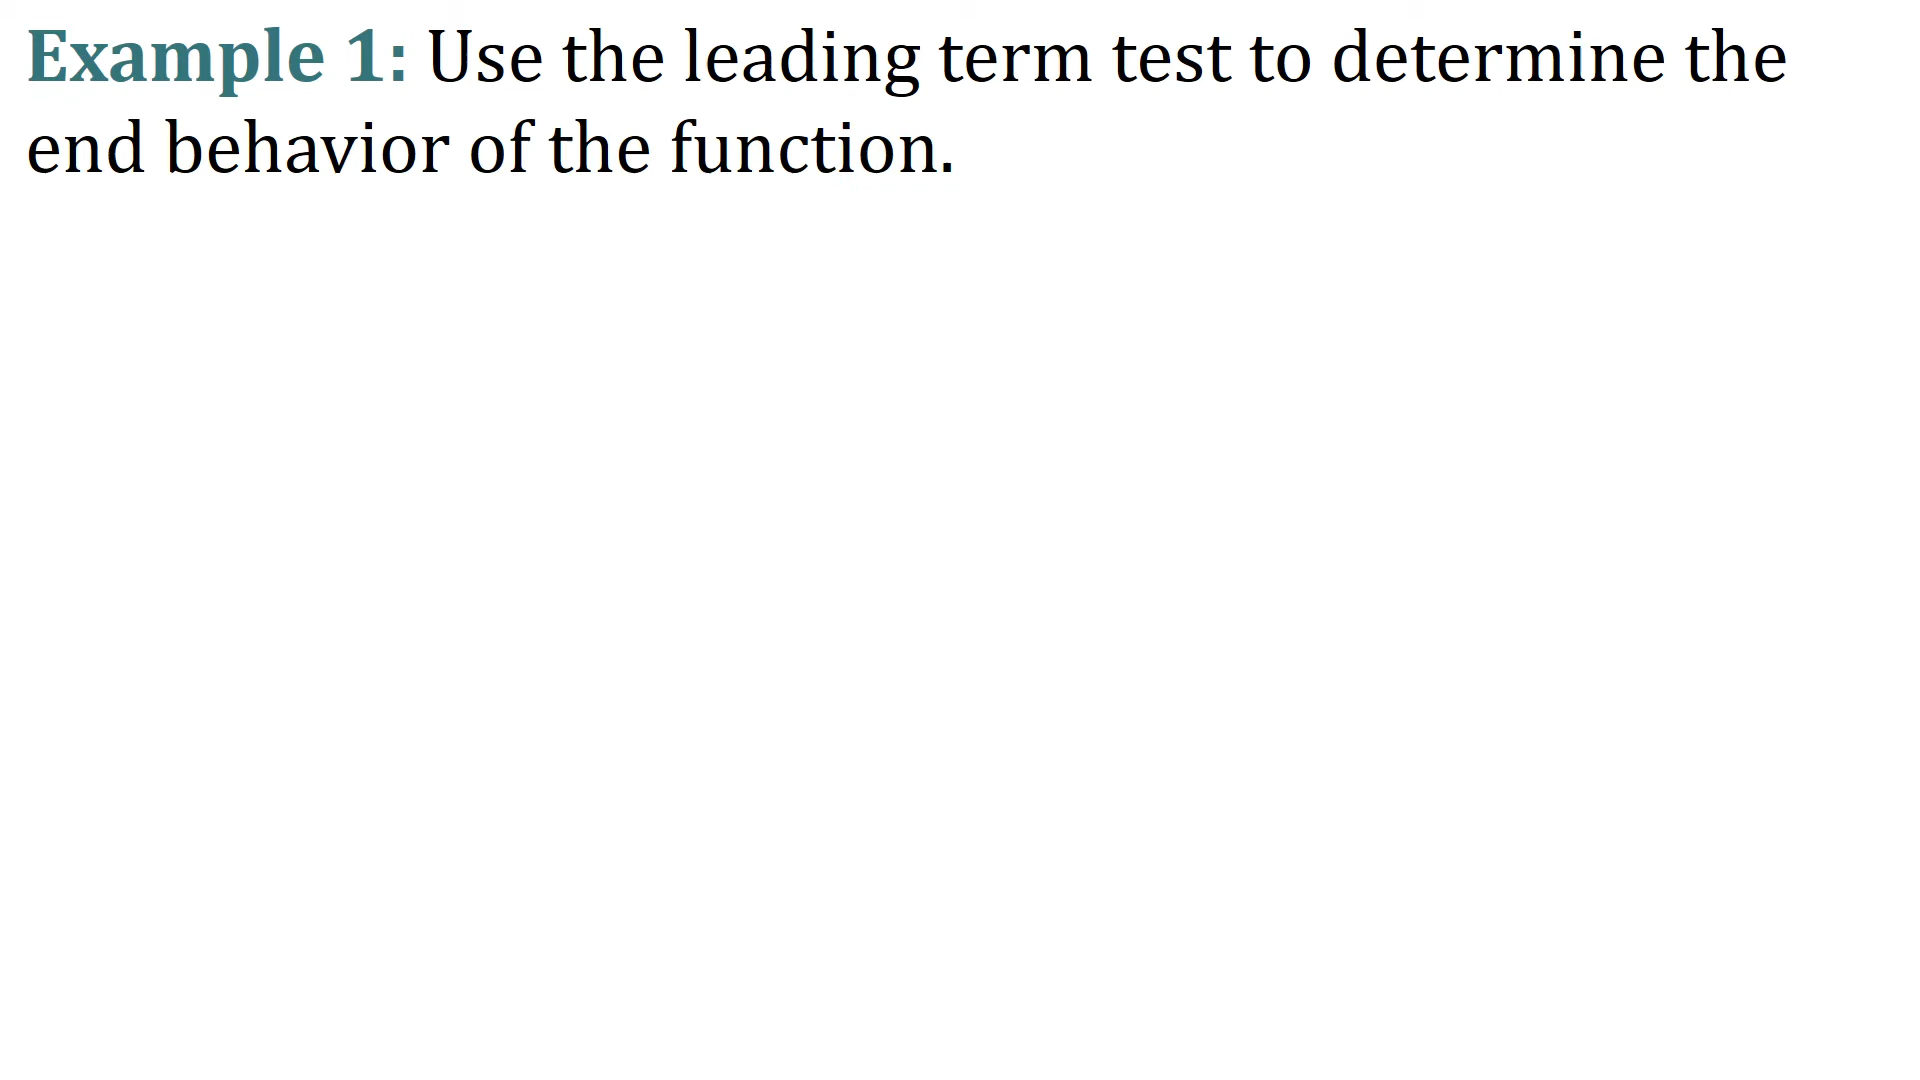 Example 1: Use the leading term test to determine the
end behavior of the function.